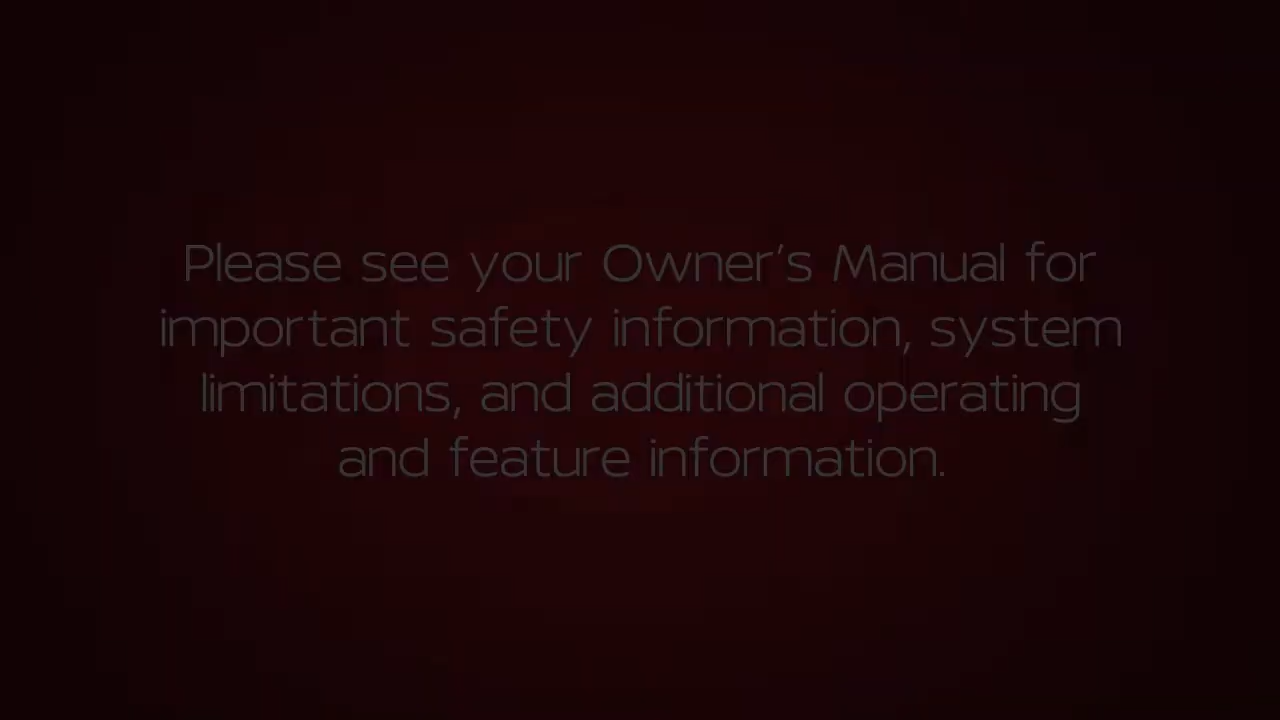 Please see your Owner’s Manual for
important safety information, system
limitations, and additional operating
and feature information.